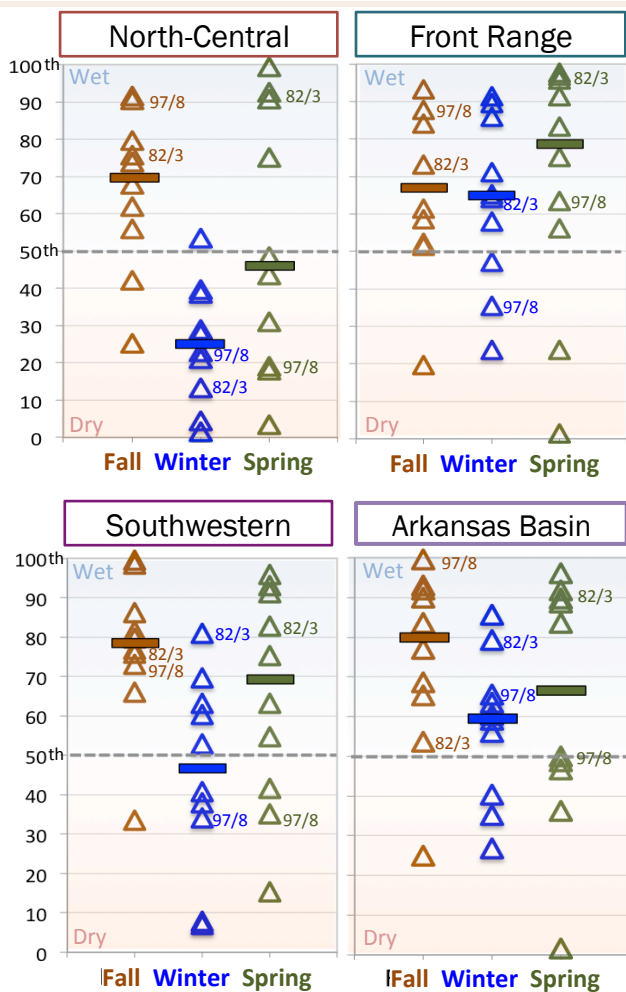 North-Central
Front Range
100th
Wet
97/8
82/3
90
80
82/3
70
60
50th
40
30
97/8
20
82/3
97/8
10
Dry
0
Fall Winter Spring
Wet
97/8
82/3
82/3
82/3
97/8
97/8
Dry
Fall Winter Spring
Southwestern
Arkansas Basin
100th
Wet
90
80
82/3
82/3
82/3
97/8
70
60
50th
40
97/8
97/8
30
20
10
Dry
0
Fall Winter Spring
Wet
97/8
82/3
82/3
97/8
82/3
97/8
Dry
Fall Winter Spring